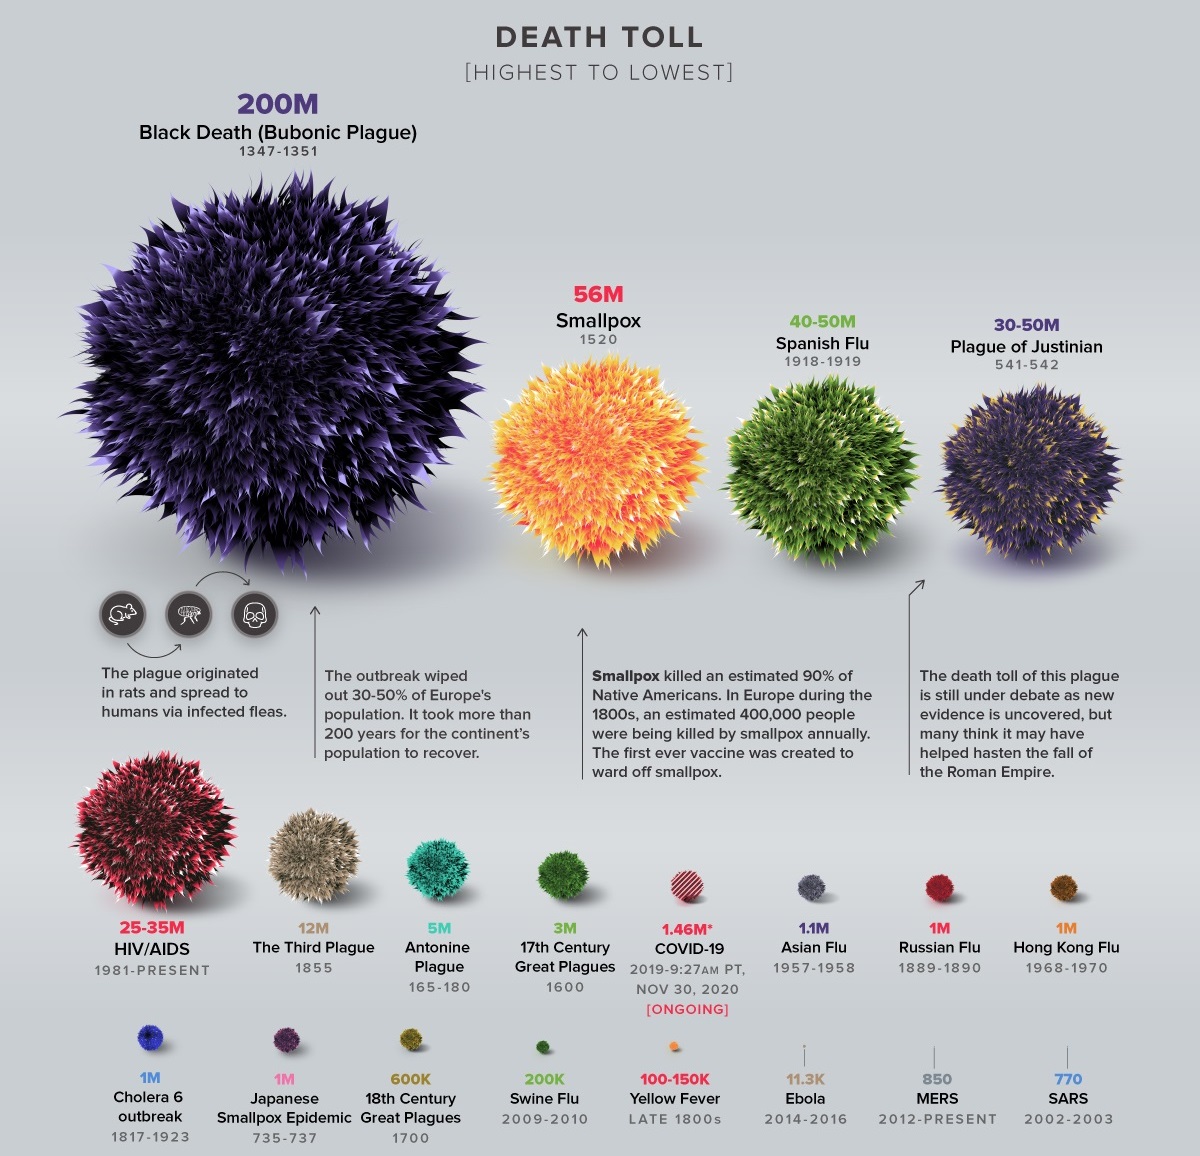 DEATH TOLL
[HIGHEST TO LOWEST]
200M
Black Death (Bubonic Plague)
1347-1351
56M
Smallpox
1520
40-50M
Spanish Flu
1918-1919
30-50M
Plague of Justinian
541-542
The plague originated
in rats and spread to
humans via infected fleas.
The outbreak wiped
out 30-50% of Europe's
population. It took more than
200 years for the continent's
population to recover.
Smallpox killed an estimated 90% of
Native Americans. In Europe during the
1800s, an estimated 400,000 people
were being killed by smallpox annually.
The first ever vaccine was created to
ward off smallpox.
The death toll of this plague
is still under debate as new
evidence is uncovered, but
many think it may have
helped hasten the fall of
the Roman Empire.
25-35M
HIV/AIDS
1981-PRESENT
12M
The Third Plague
1855
5M
Antonine
Plague
165-180
3M
17th Century
Great Plagues
1600
1.46M*
COVID-19
2019-9:27AM PT,
NOV 30, 2020
[ONGOING]
1.1M
Asian Flu
1957-1958
1M
Russian Flu
1889-1890
1M
Hong Kong Flu
1968-1970
1M
Cholera 6
outbreak
1817-1923
1M
Japanese
Smallpox Epidemic
735-737
600K
18th Century
Great Plagues
1700
200K
Swine Flu
2009-2010
100-150K
Yellow Fever
LATE 1800s
11.3K
Ebola
2014-2016
850
MERS
2012-PRESENT
770
SARS
2002-2003